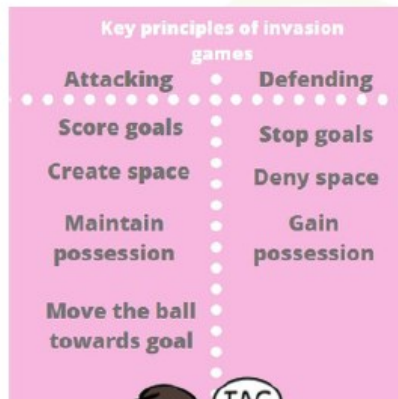 Key principles of invasion
games
Attacking
Defending
Score goals
Stop goals
Create space
Deny space
Maintain
possession
Gain
possession
Move the ball
towards goal
TAG